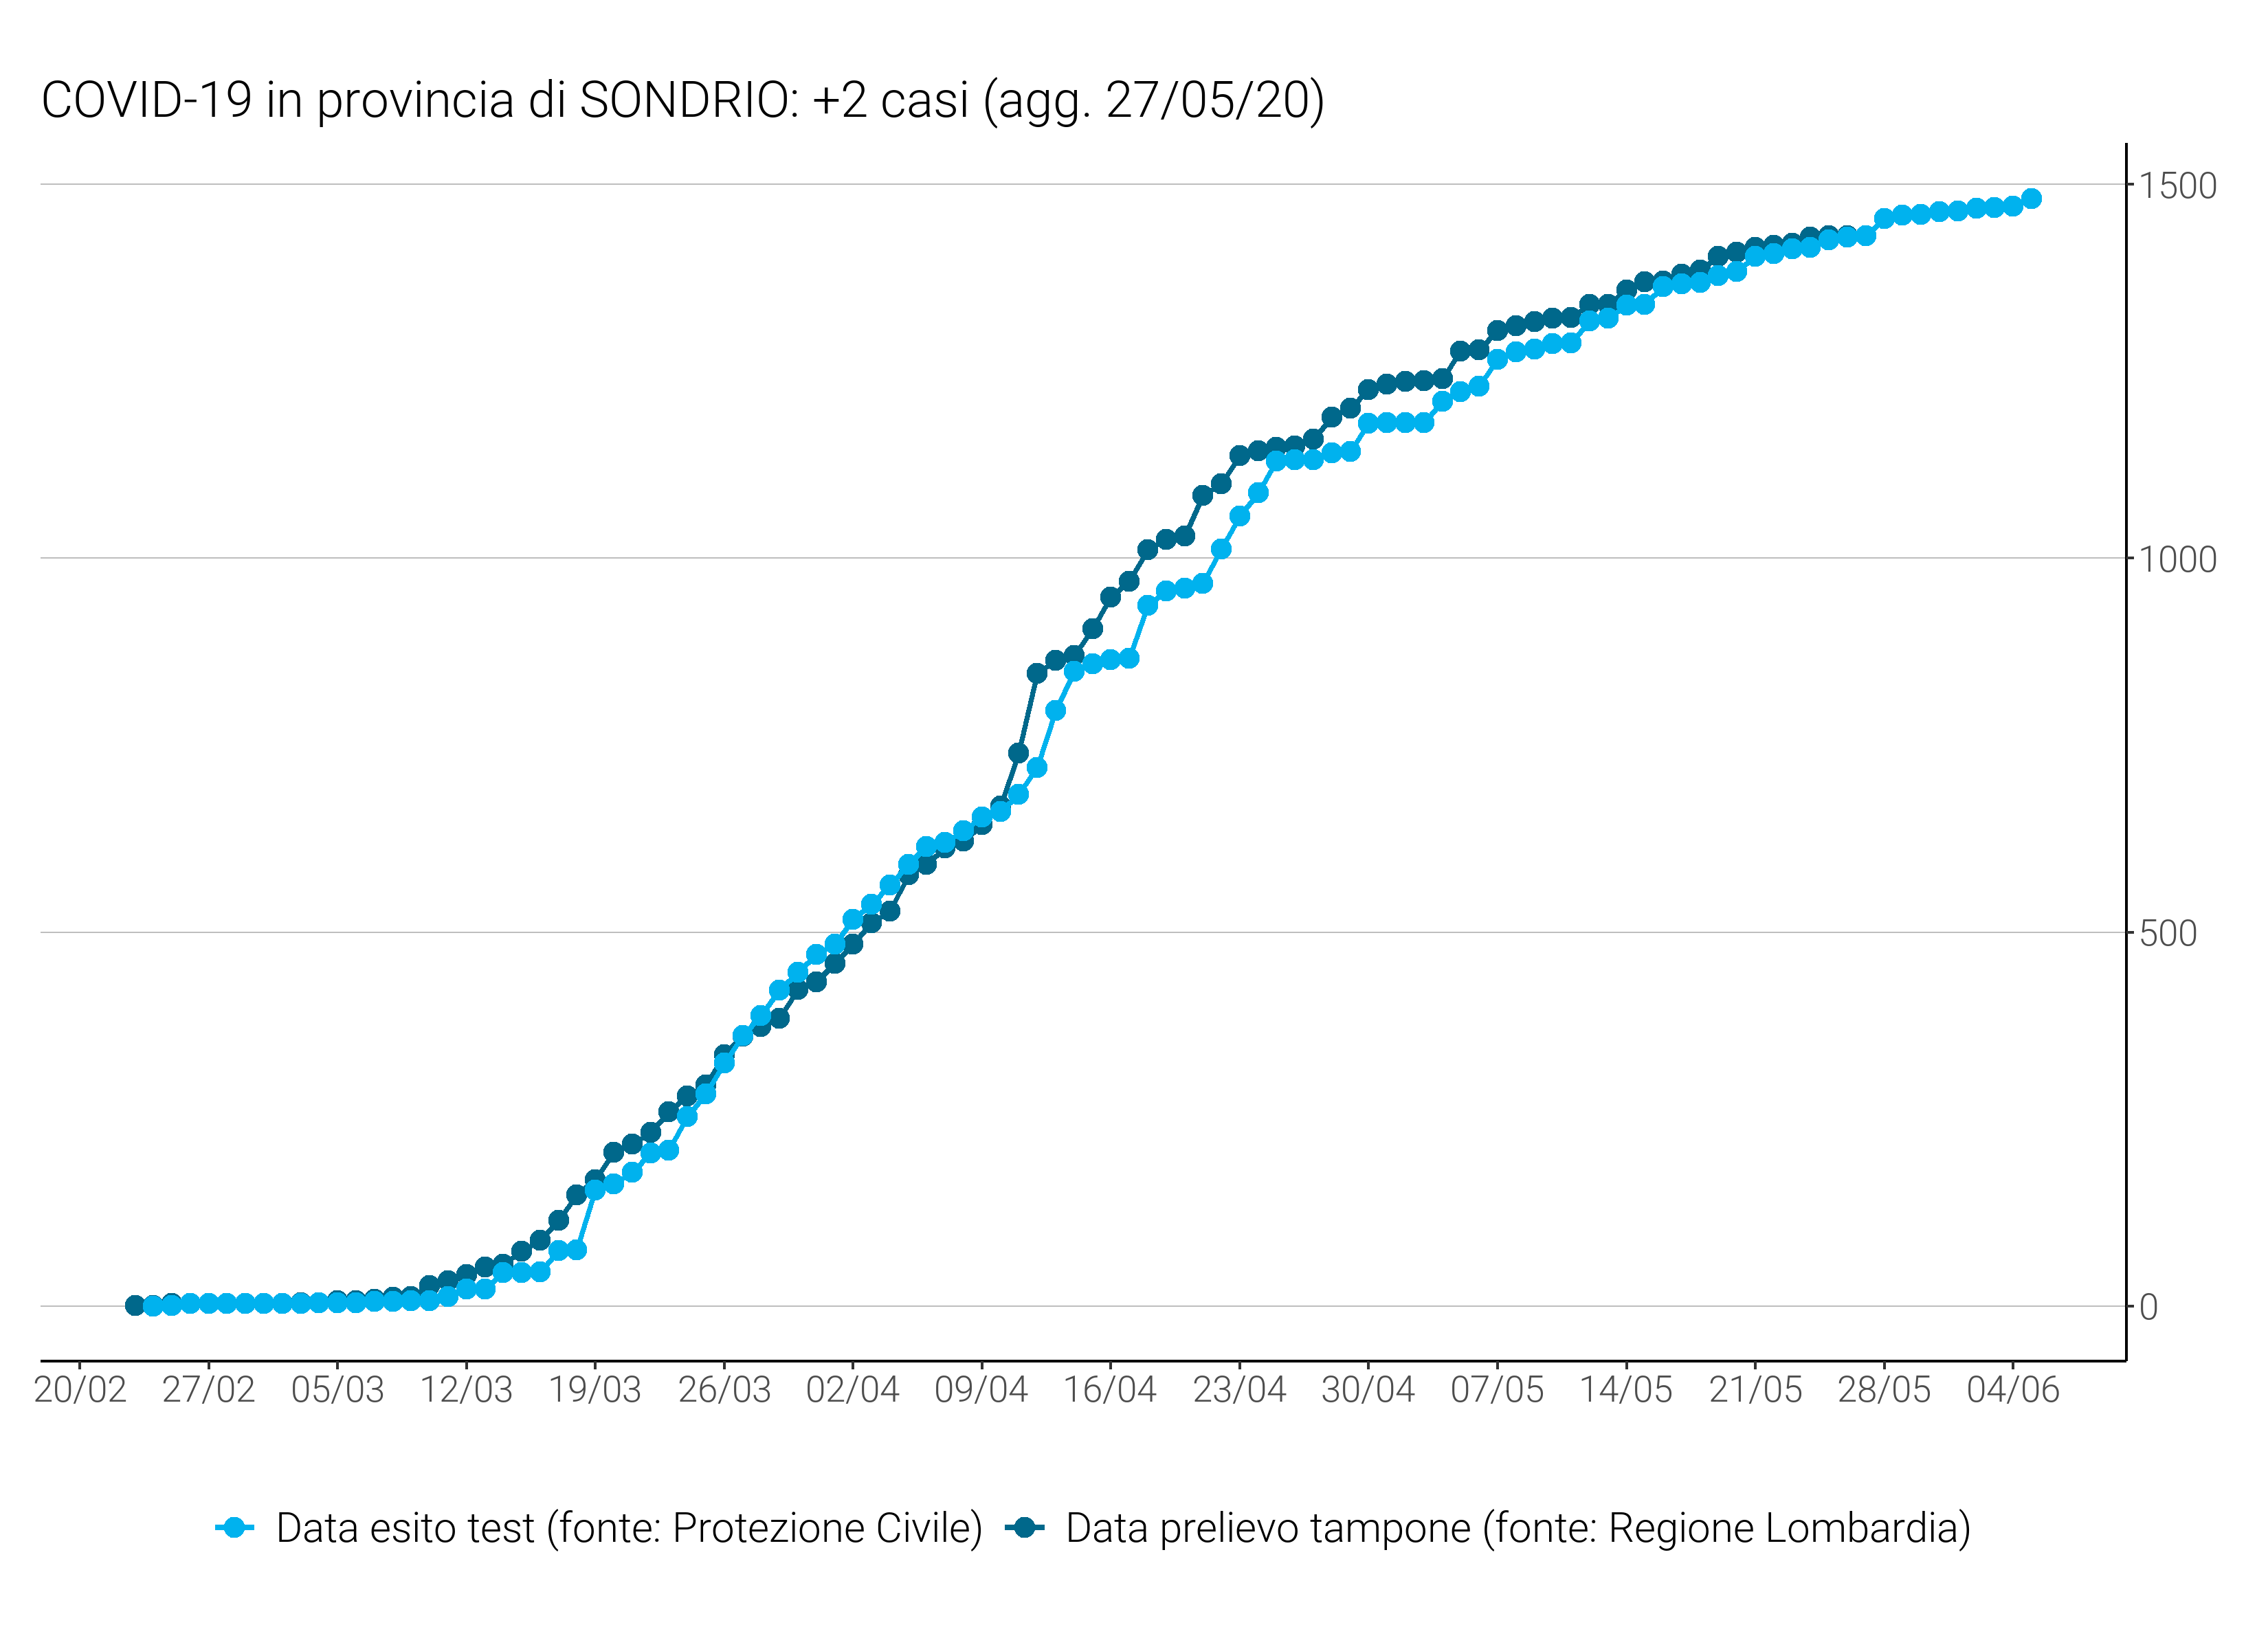 COVID-19 in provincia di SONDRIO: +2 casi (agg. 27/05/20)
1500
1000
500
0
20/02 27/02 05/03 12/03 19/03 26/03 02/04 09/04 16/04 23/04 30/04 07/05 14/05 21/05 28/05 04/06
Data esito test (fonte: Protezione Civile) Data prelievo tampone (fonte: Regione Lombardia)